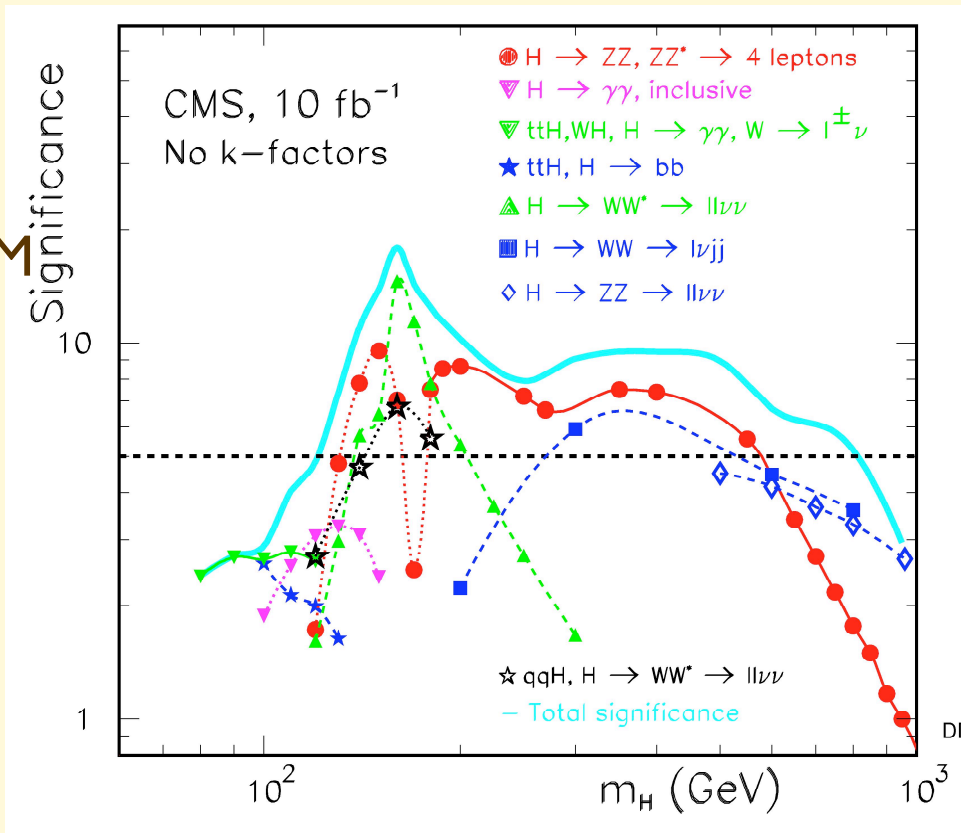 Significance
M
CMS, 10 fb⁻¹
No k-factors
H → ZZ, ZZ* → 4 leptons
H → γγ, inclusive
ttH,WH, H → γγ, W → l±ν
ttH, H → bb
H → WW* → llνν
H → WW → lνjj
H → ZZ → llνν
10
1
qqH, H → WW* → llνν
– Total significance
10²
m_H (GeV)
10³